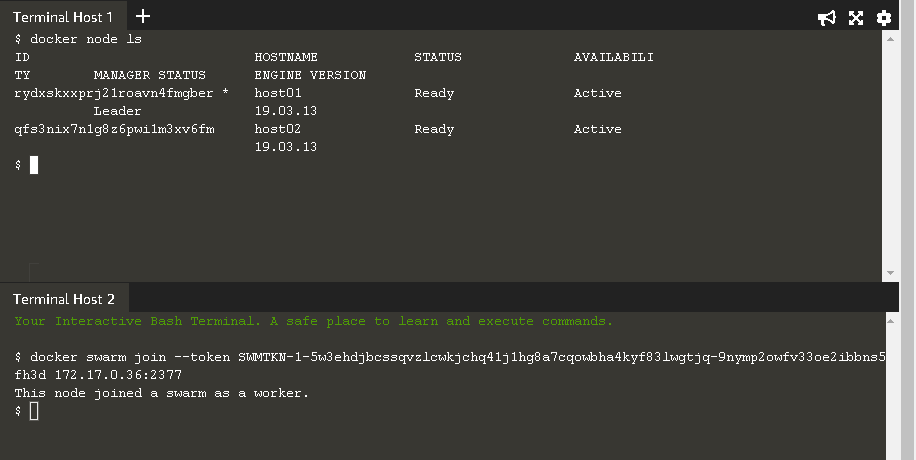 Terminal Host 1 +
$ docker node ls
ID HOSTNAME STATUS AVAILABILI
TY MANAGER STATUS ENGINE VERSION
rydxskxxprj21roavn4fmgber * host01 Ready Active
Leader 19.03.13
qfs3nix7n1g8z6pwi1m3xv6fm host02 Ready Active
19.03.13
$
Terminal Host 2
Your Interactive Bash Terminal. A safe place to learn and execute commands.
$ docker swarm join --token SWMTKN-1-5w3ehdjbcssqvzlcwkjchq41j1hg8a7cqowbha4kyf83lwgtjq-9nymp2owfv33oe2ibbns5
fh3d 172.17.0.36:2377
This node joined a swarm as a worker.
$